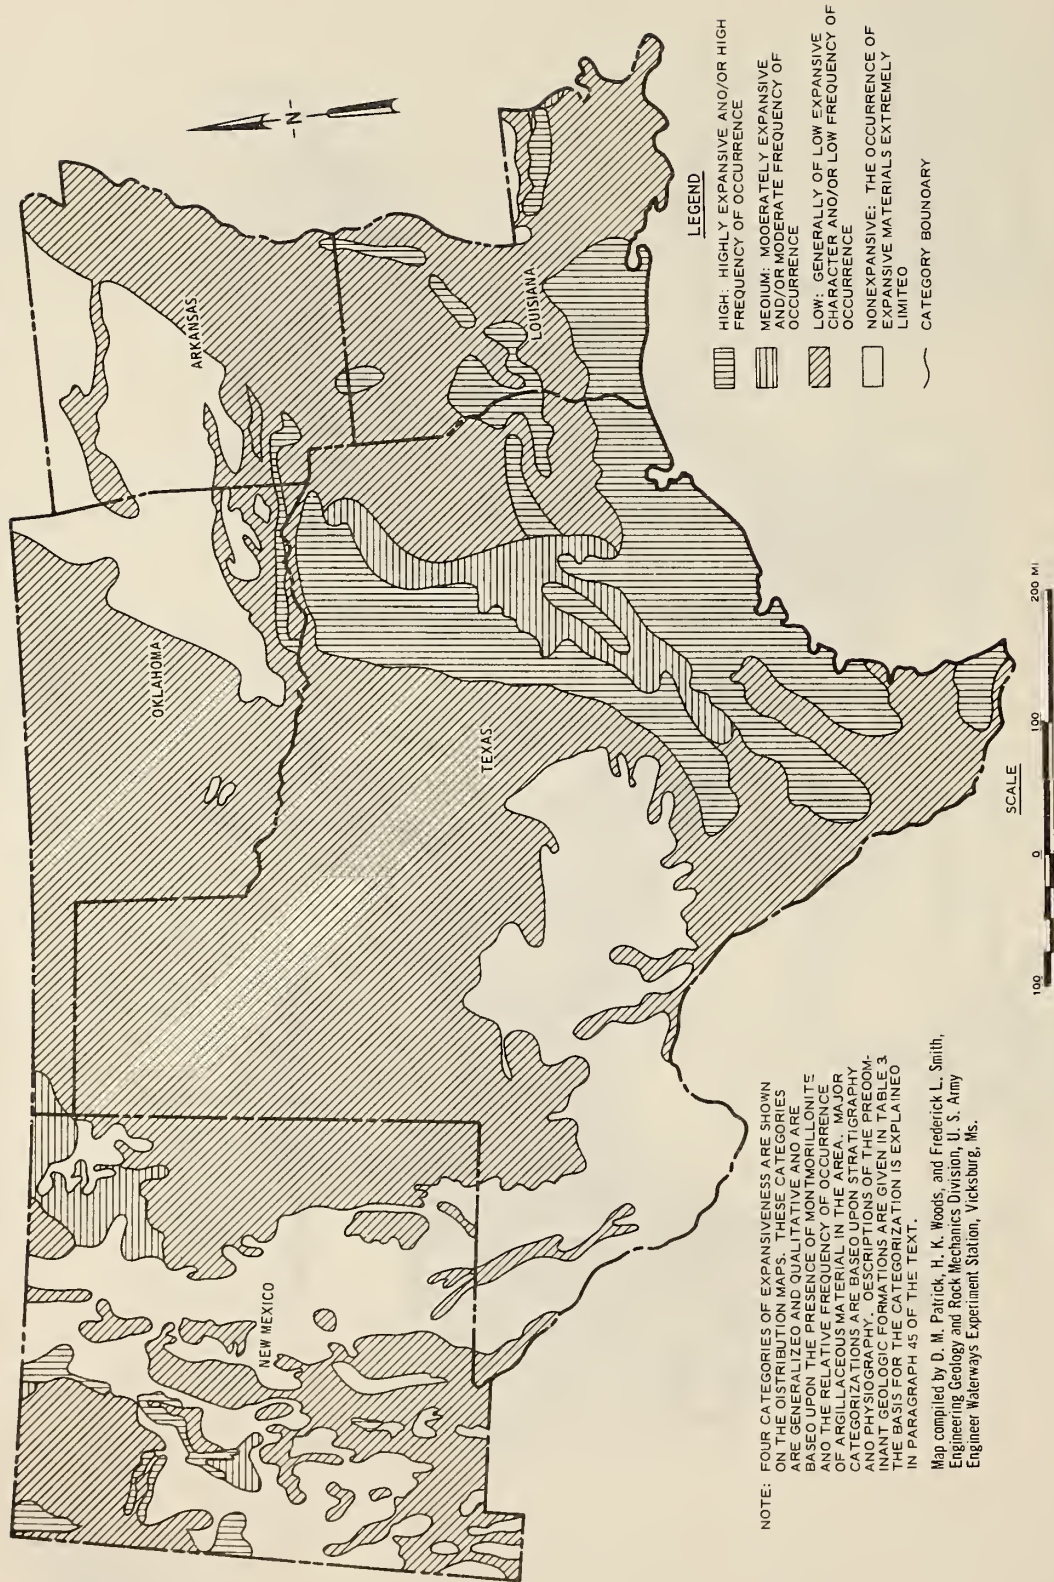 ARKANSAS
OKLAHOMA
TEXAS
LOUISIANA
NEW MEXICO
-N-
LEGEND
HIGH: HIGHLY EXPANSIVE AND/OR HIGH
FREQUENCY OF OCCURRENCE
MEDIUM: MODERATELY EXPANSIVE
AND/OR MODERATE FREQUENCY OF
OCCURRENCE
LOW: GENERALLY OF LOW EXPANSIVE
CHARACTER AND/OR LOW FREQUENCY OF
OCCURRENCE
NONEXPANSIVE: THE OCCURRENCE OF
EXPANSIVE MATERIALS EXTREMELY
LIMITED
CATEGORY BOUNDARY
NOTE: FOUR CATEGORIES OF EXPANSIVENESS ARE SHOWN
ON THE DISTRIBUTION MAPS. THESE CATEGORIES
ARE GENERALIZED AND QUALITATIVE AND ARE
BASED UPON THE PRESENCE OF MONTMORILLONITE
AND THE RELATIVE FREQUENCY OF OCCURRENCE
OF ARGILLACEOUS MATERIAL IN THE AREA. MAJOR
CATEGORIZATIONS ARE BASED UPON STRATIGRAPHY
AND PHYSIOGRAPHY. DESCRIPTIONS OF THE PREDOM-
INANT GEOLOGIC FORMATIONS ARE GIVEN IN TABLE 3.
THE BASIS FOR THE CATEGORIZATION IS EXPLAINED
IN PARAGRAPH 45 OF THE TEXT.
Map compiled by D. M. Patrick, H. K. Woods, and Frederick L. Smith,
Engineering Geology and Rock Mechanics Division, U. S. Army
Engineer Waterways Experiment Station, Vicksburg, Ms.
SCALE
100 0 100 200 MI